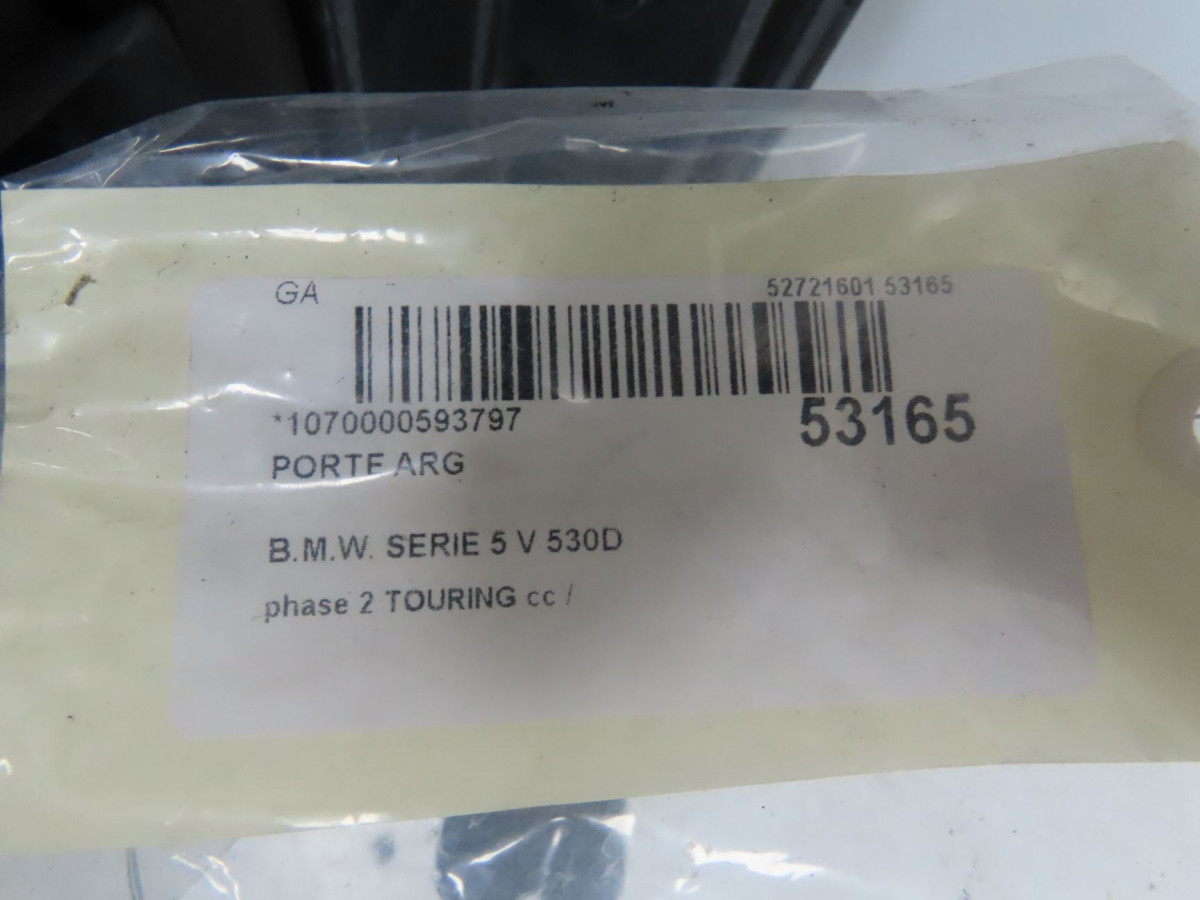 GA 52721601 53165
*1070000593797 53165
PORTE ARG
B.M.W. SERIE 5 V 530D
phase 2 TOURING cc /